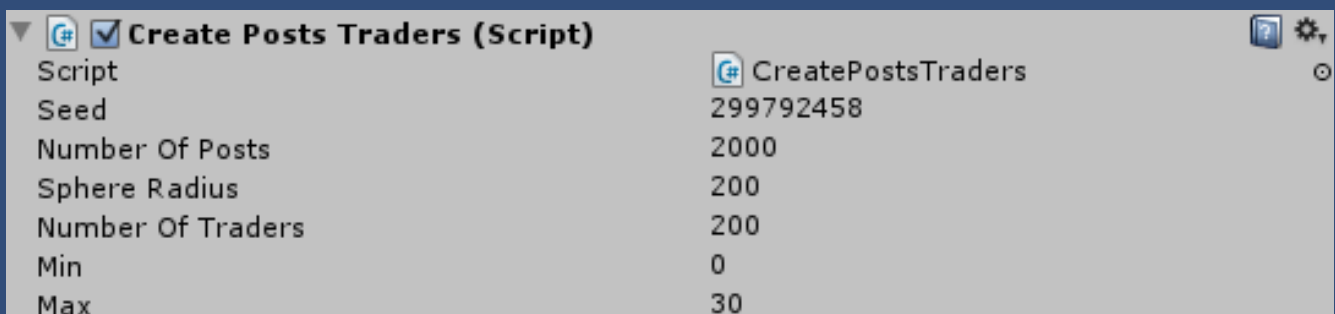 Create Posts Traders (Script)
Script CreatePostsTraders
Seed 299792458
Number Of Posts 2000
Sphere Radius 200
Number Of Traders 200
Min 0
Max 30